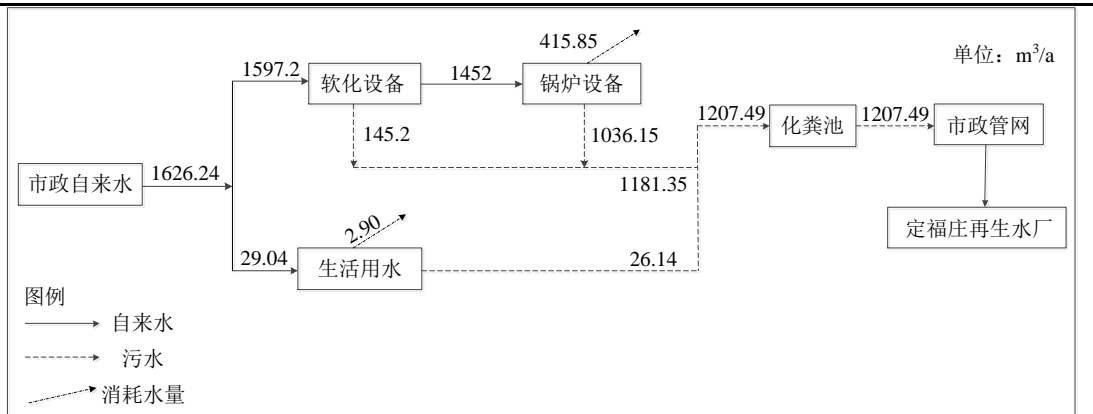 415.85
单位：m³/a
1597.2
软化设备
1452
锅炉设备
1207.49
化粪池
1207.49
市政管网
145.2
1036.15
市政自来水
1626.24
1181.35
定福庄再生水厂
2.90
29.04
生活用水
26.14
图例
自来水
污水
消耗水量